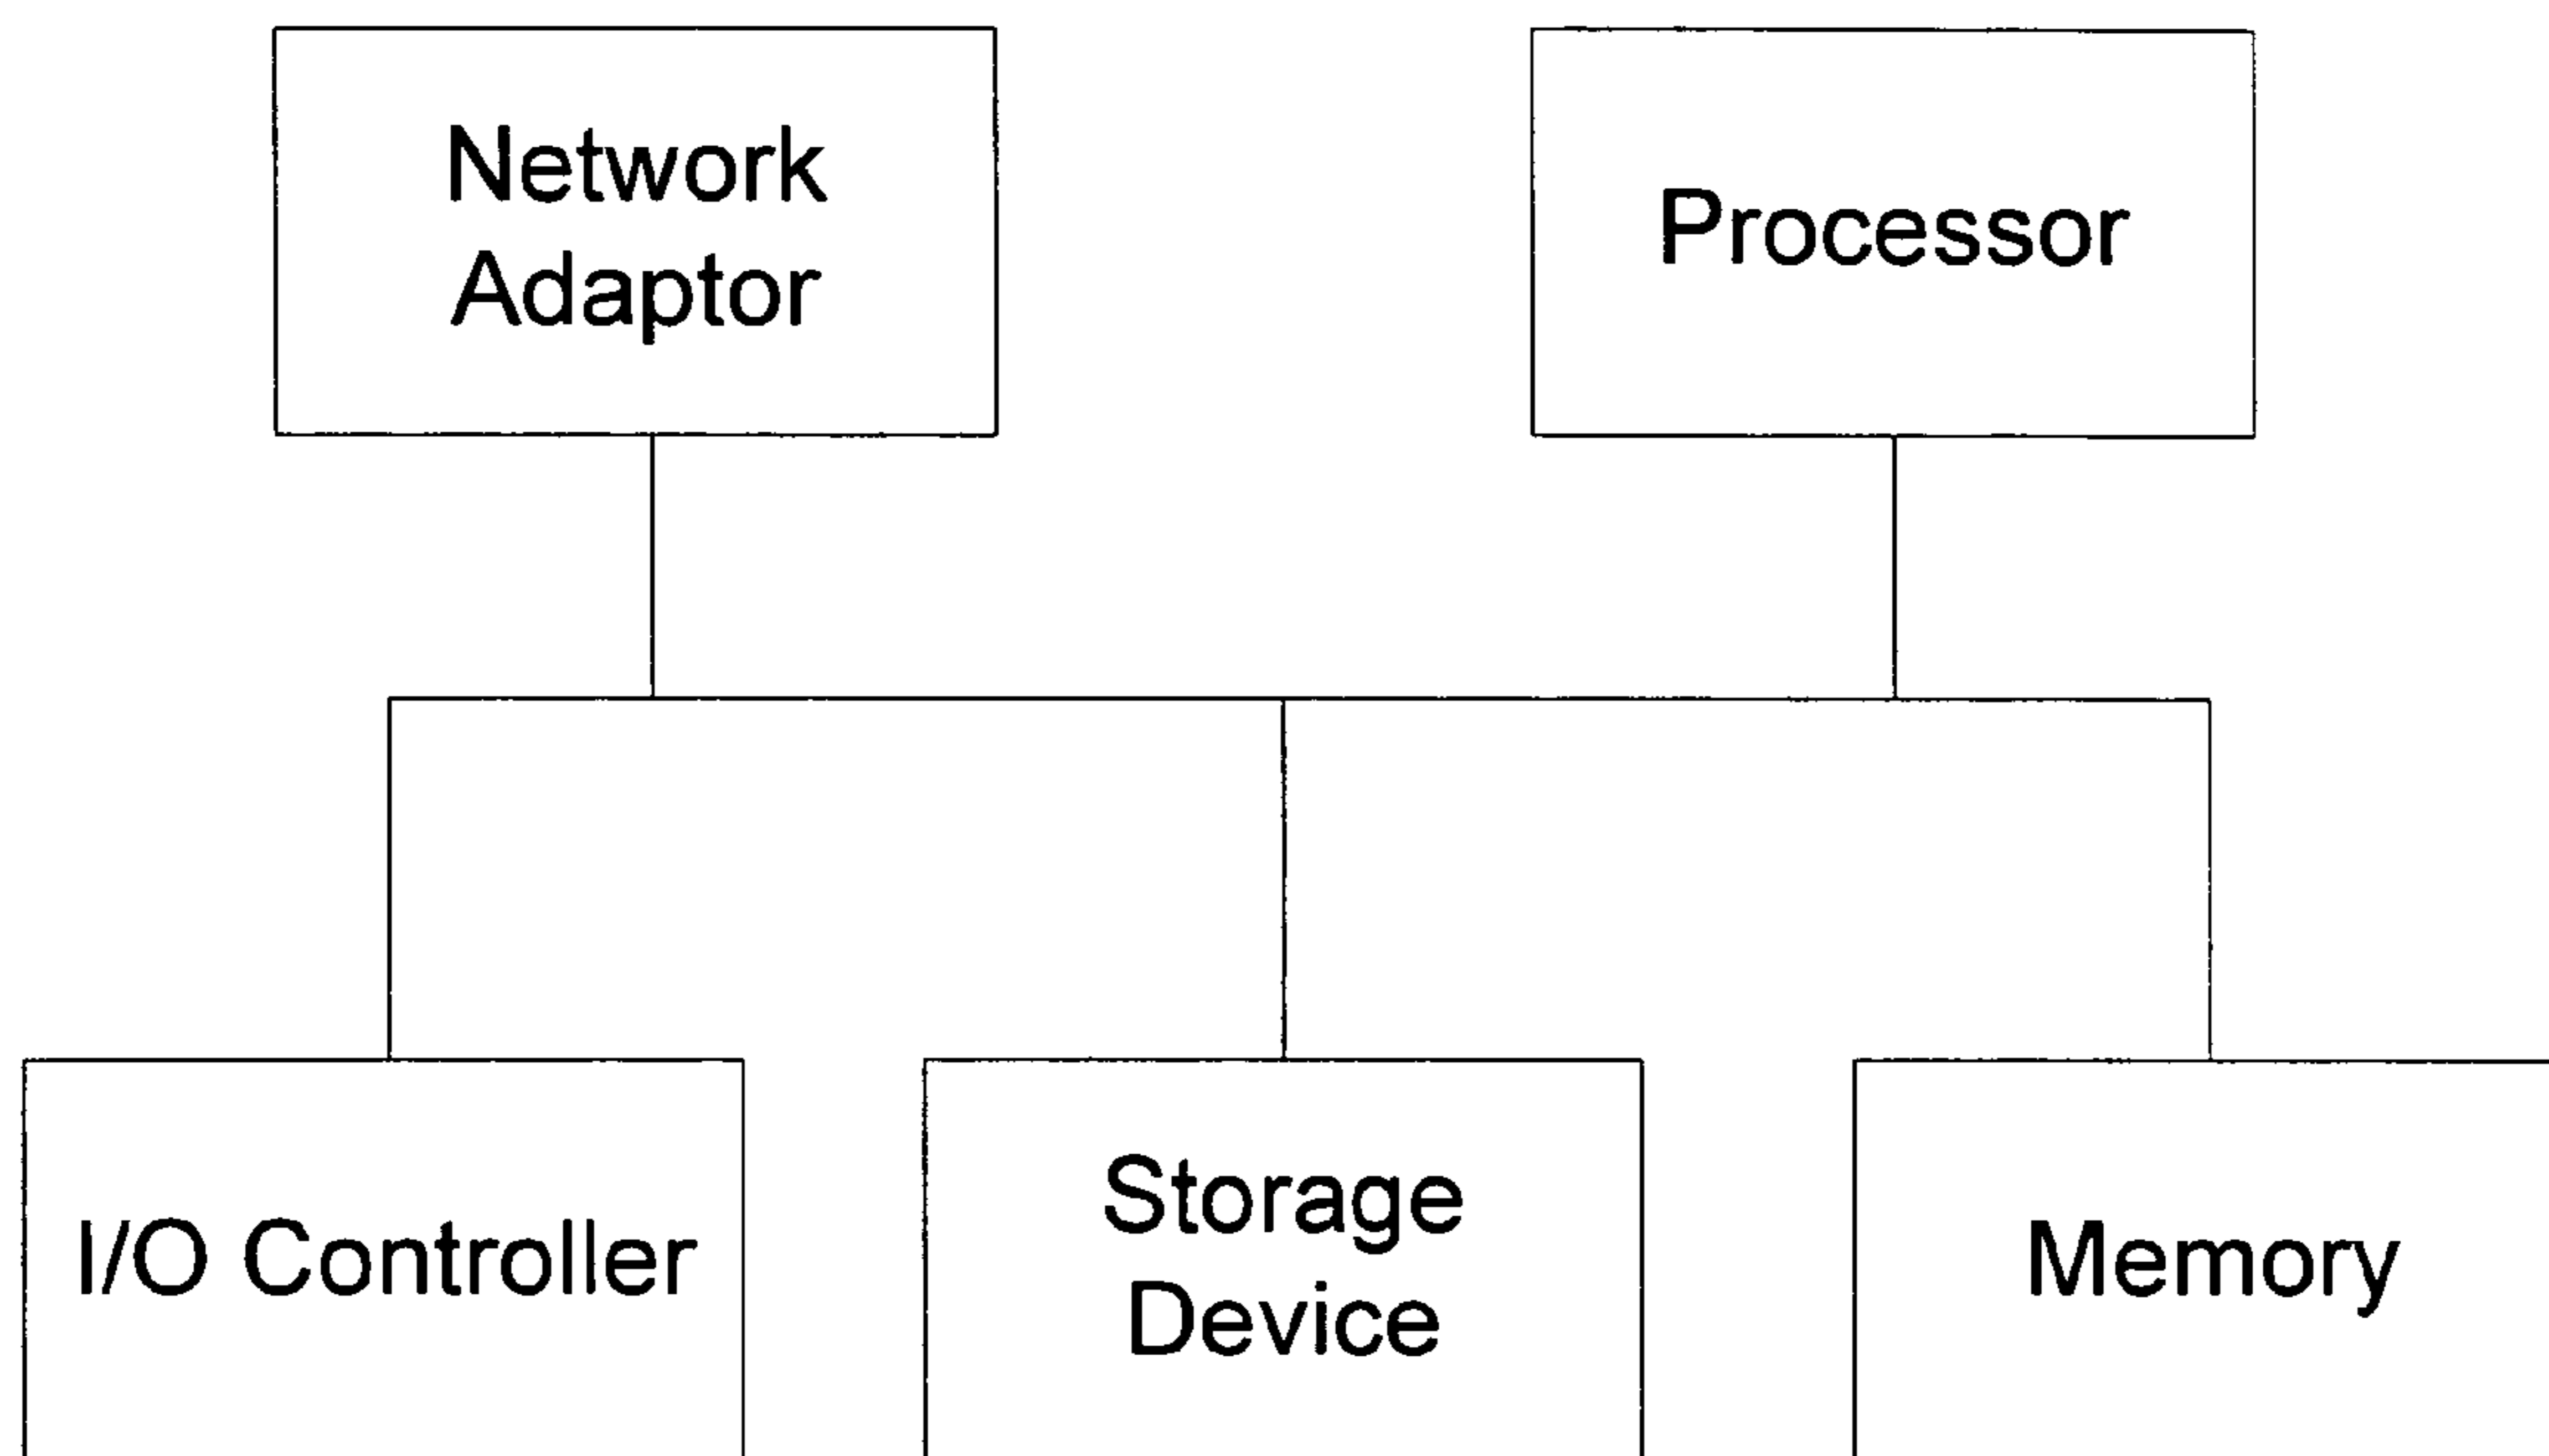 Network
Adaptor
Processor
I/O Controller
Storage
Device
Memory